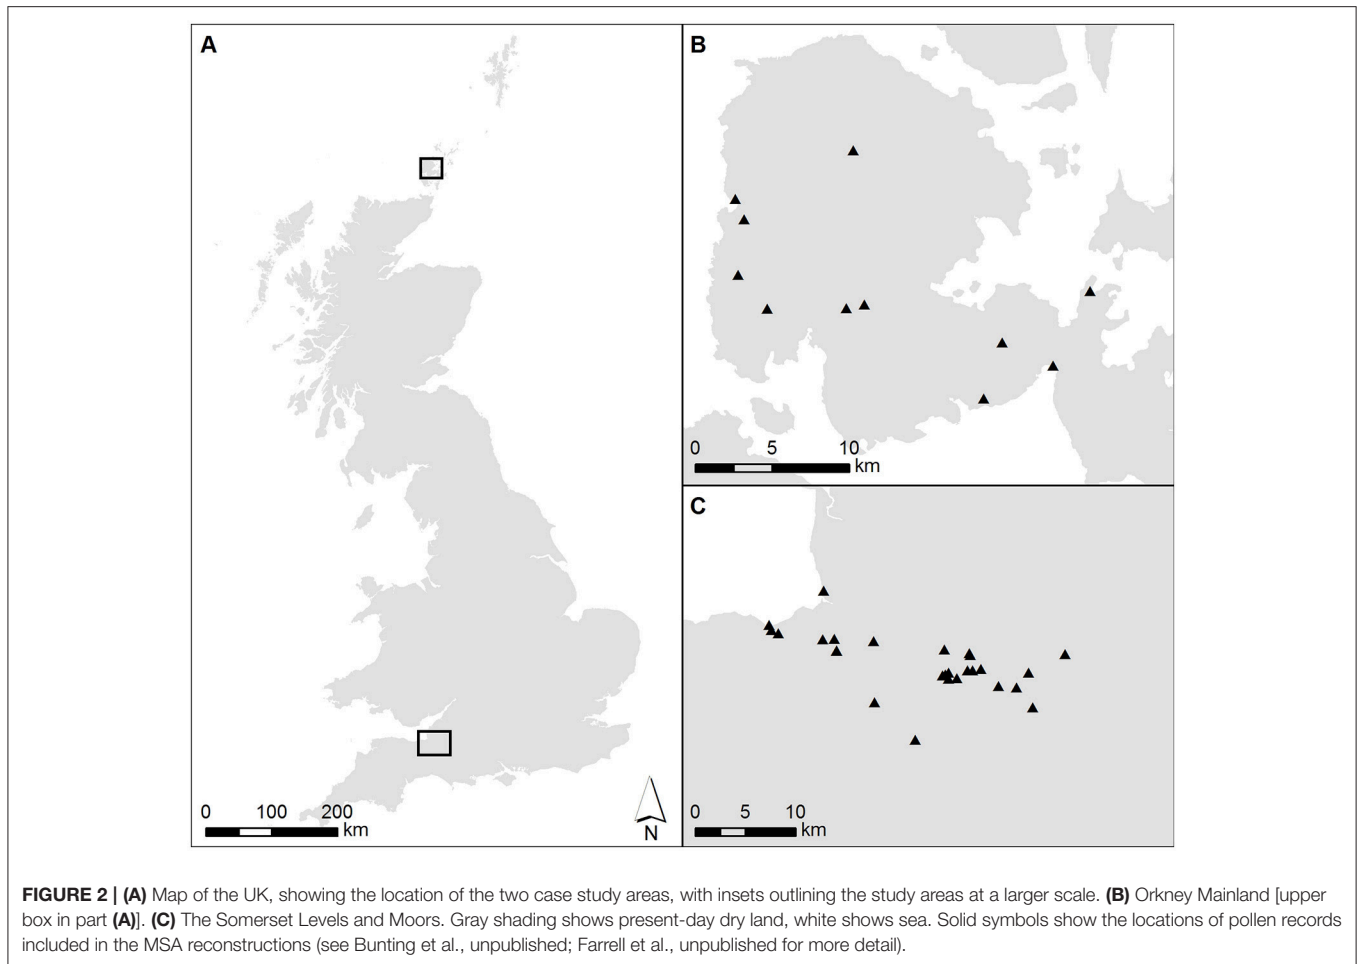 A
B
C
0 5 10
km
0 5 10
km
0 100 200
km
N
FIGURE 2 | (A) Map of the UK, showing the location of the two case study areas, with insets outlining the study areas at a larger scale. (B) Orkney Mainland [upper
box in part (A)]. (C) The Somerset Levels and Moors. Gray shading shows present-day dry land, white shows sea. Solid symbols show the locations of pollen records
included in the MSA reconstructions (see Bunting et al., unpublished; Farrell et al., unpublished for more detail).